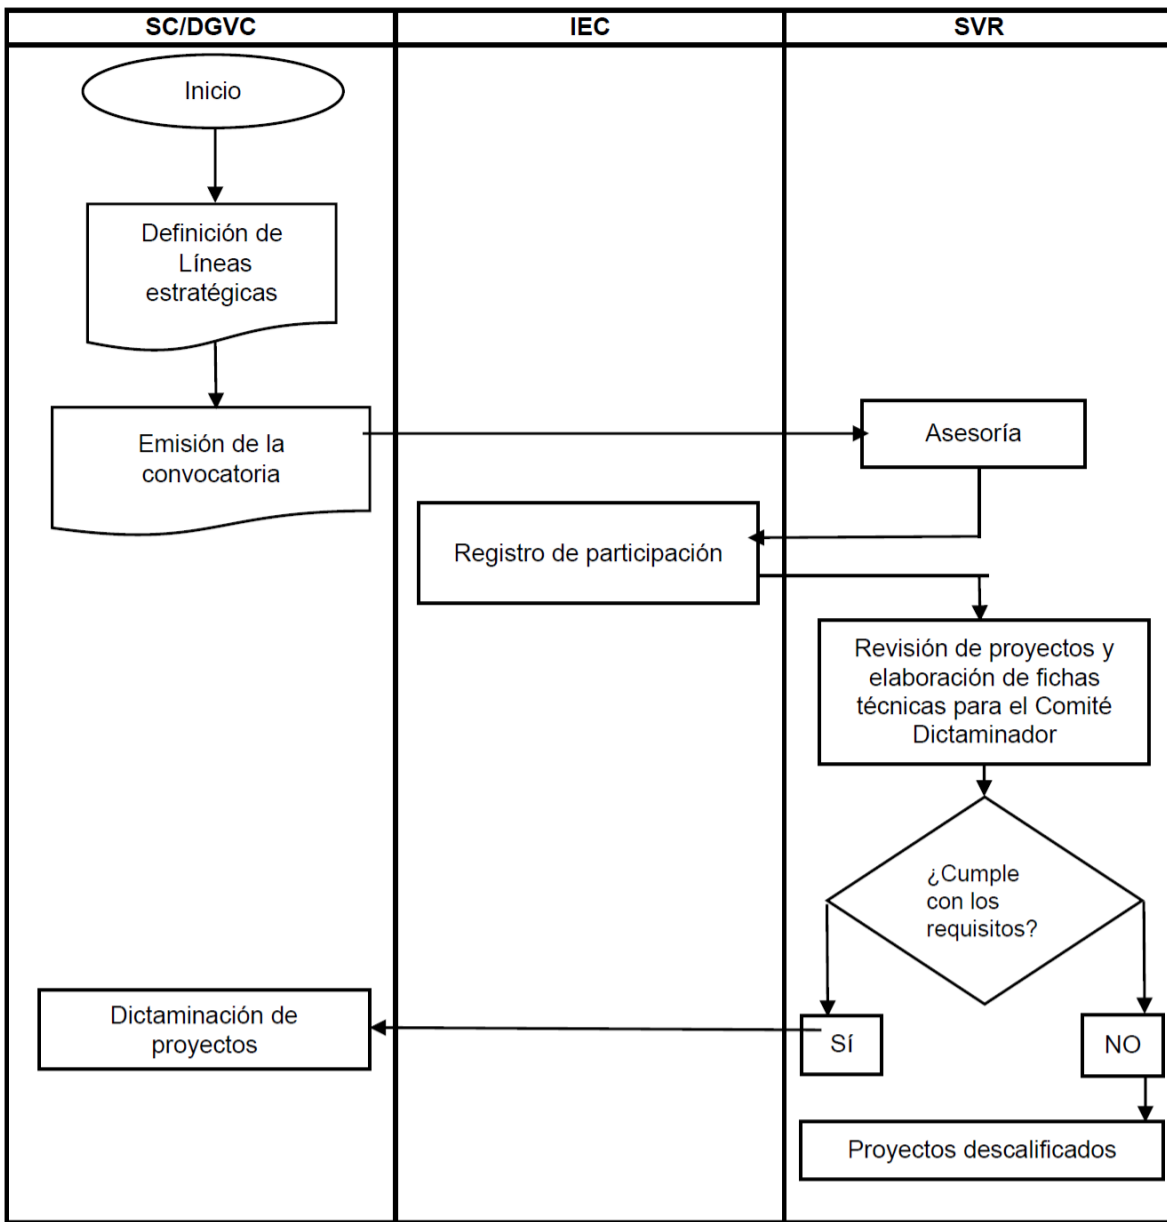 SC/DGVC
IEC
SVR
Inicio
Definición de
Líneas
estratégicas
Emisión de la
convocatoria
Asesoría
Registro de participación
Revisión de proyectos y
elaboración de fichas
técnicas para el Comité
Dictaminador
¿Cumple
con los
requisitos?
Dictaminación de
proyectos
Sí
NO
Proyectos descalificados